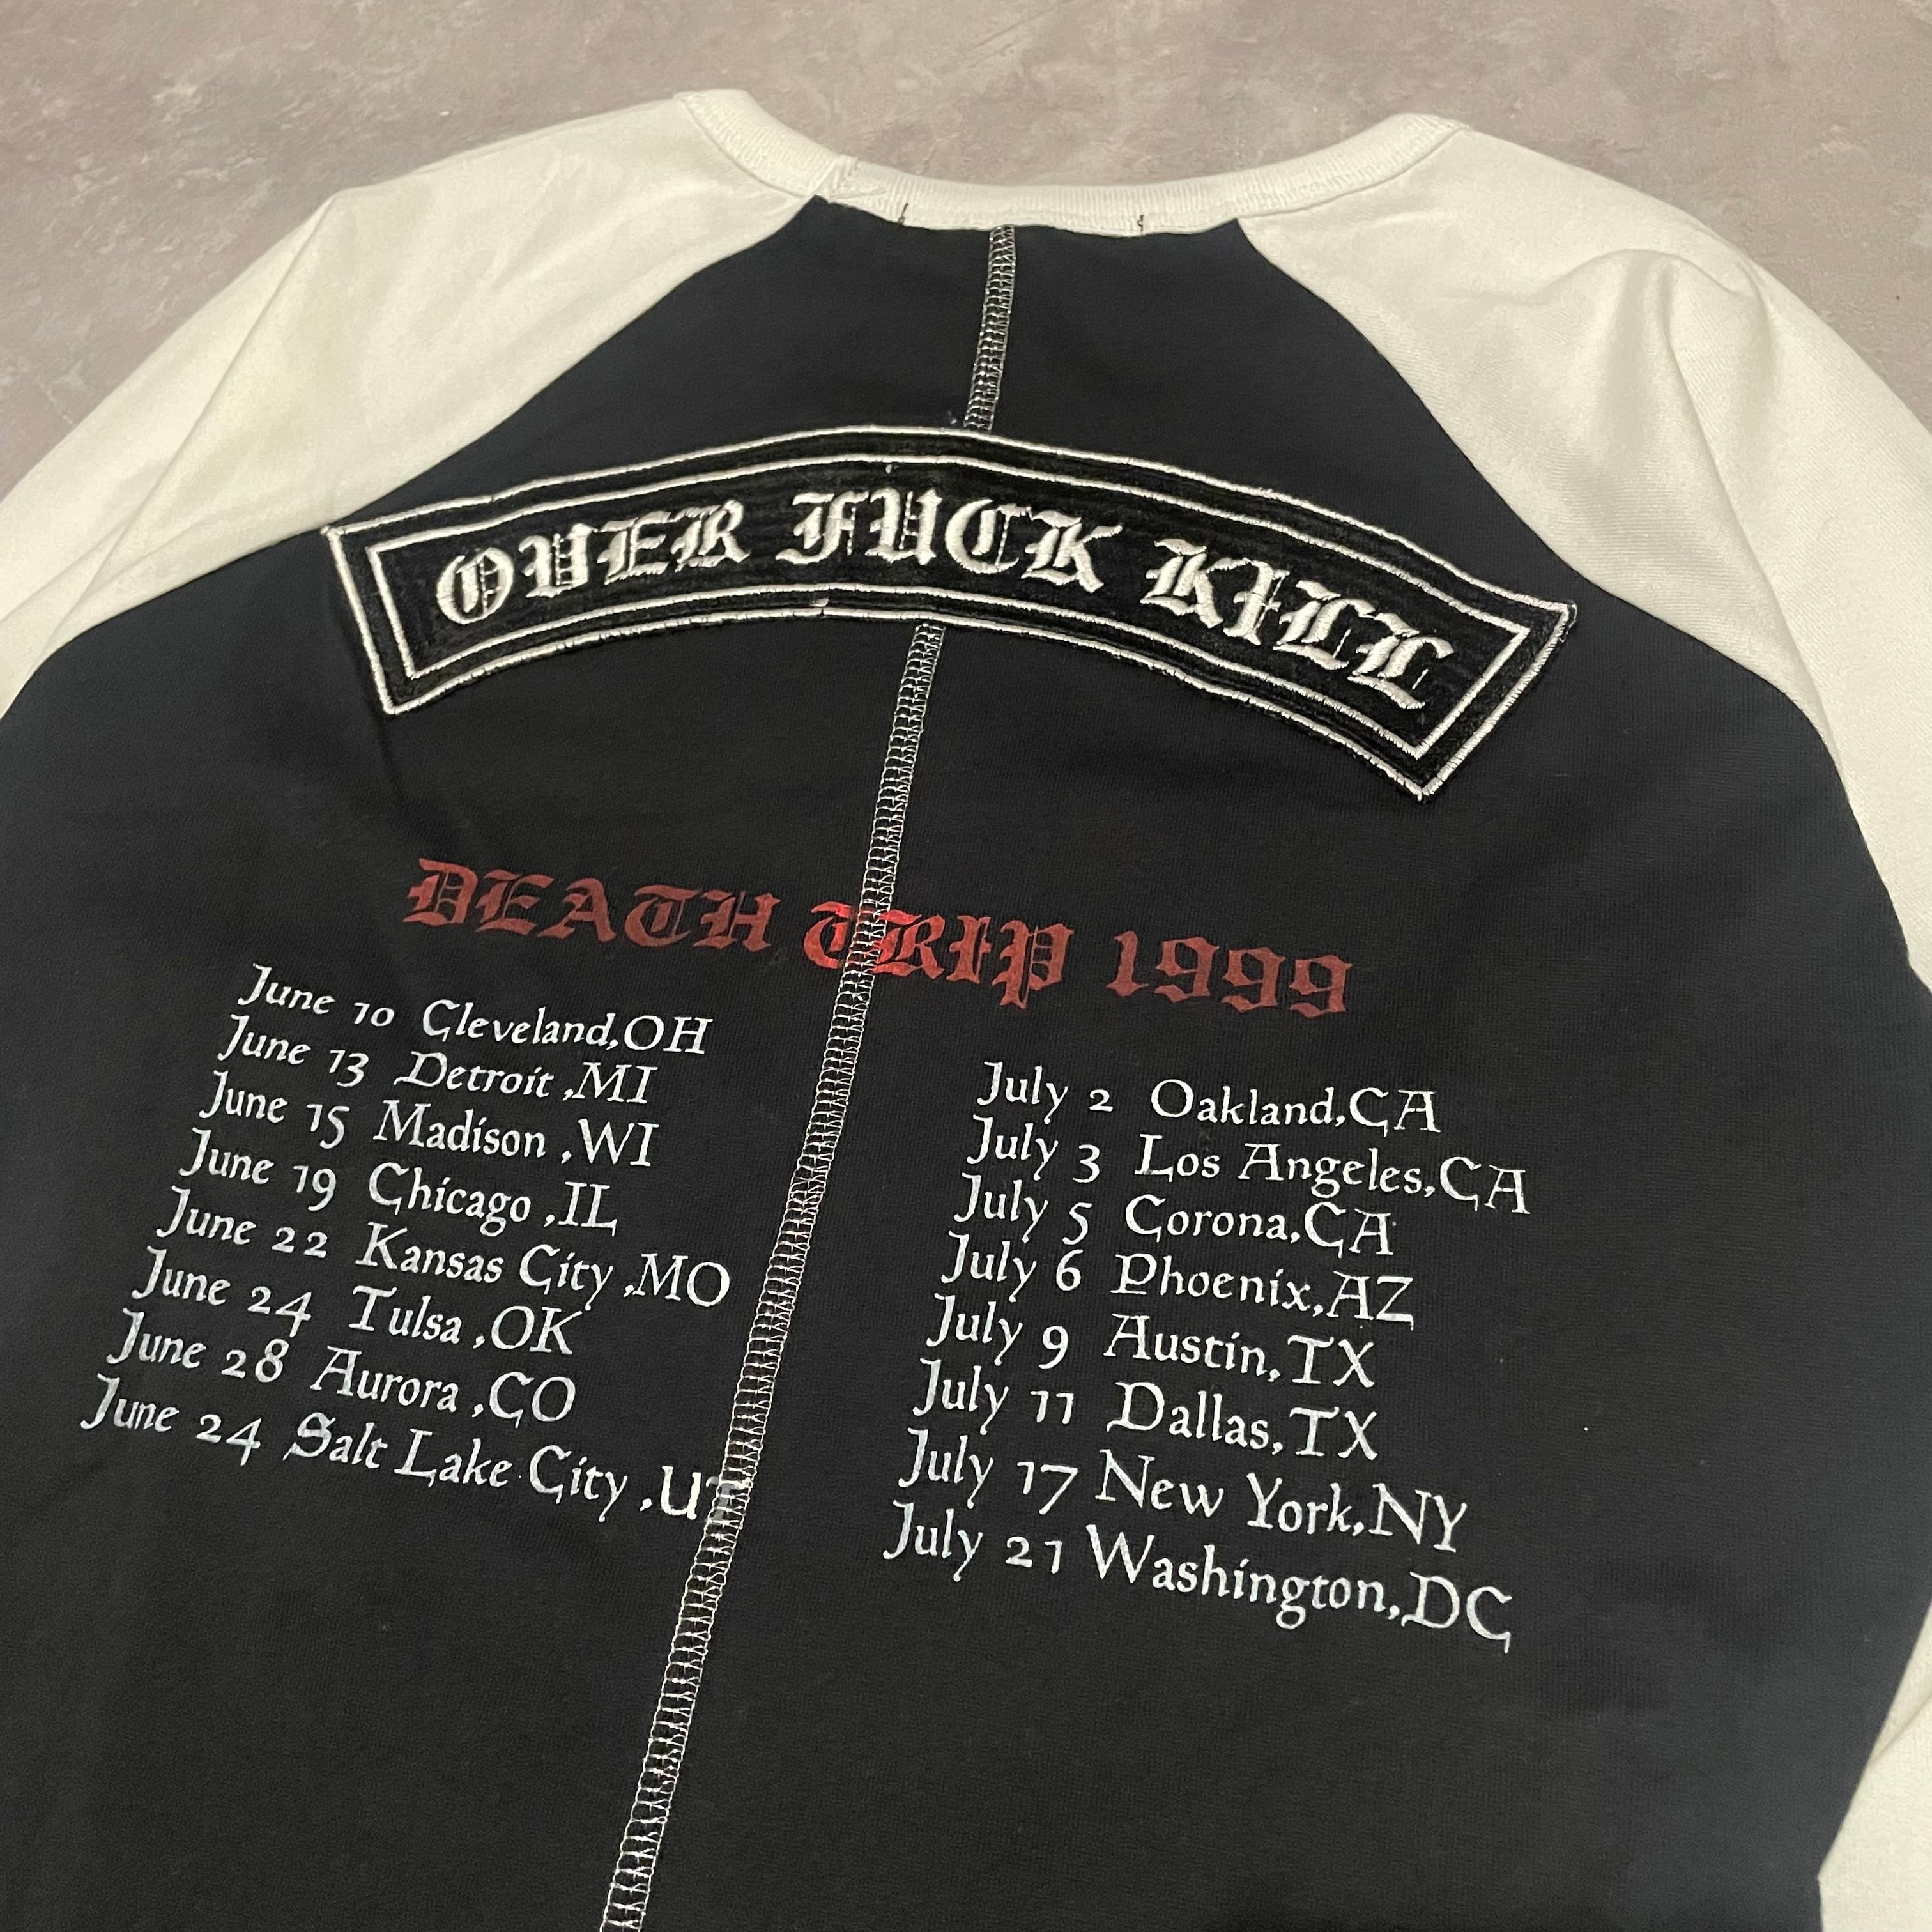 OVER FUCK KILL
DEATH TRIP 1999
June 10 Cleveland,OH
June 13 Detroit ,MI
June 15 Madison ,WI
June 19 Chicago ,IL
June 22 Kansas City ,MO
June 24 Tulsa ,OK
June 28 Aurora ,CO
June 24 Salt Lake City ,UT
July 2 Oakland,CA
July 3 Los Angeles,CA
July 5 Corona,CA
July 6 Phoenix,AZ
July 9 Austin,TX
July 11 Dallas,TX
July 17 New York,NY
July 21 Washington,DC